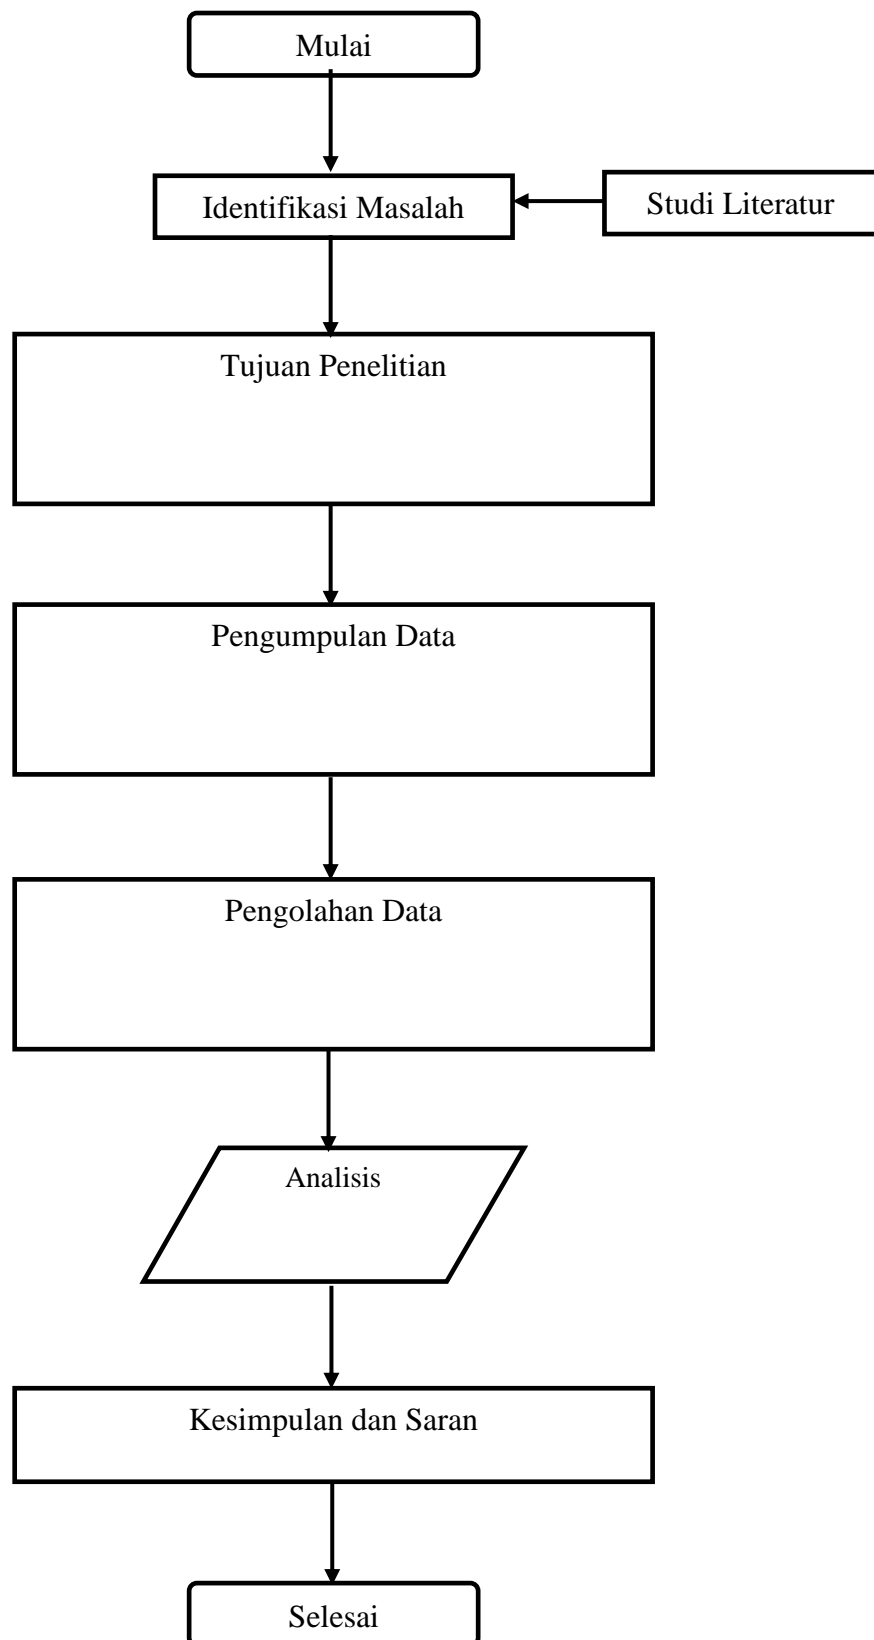 Mulai
Identifikasi Masalah
Studi Literatur
Tujuan Penelitian
Pengumpulan Data
Pengolahan Data
Analisis
Kesimpulan dan Saran
Selesai